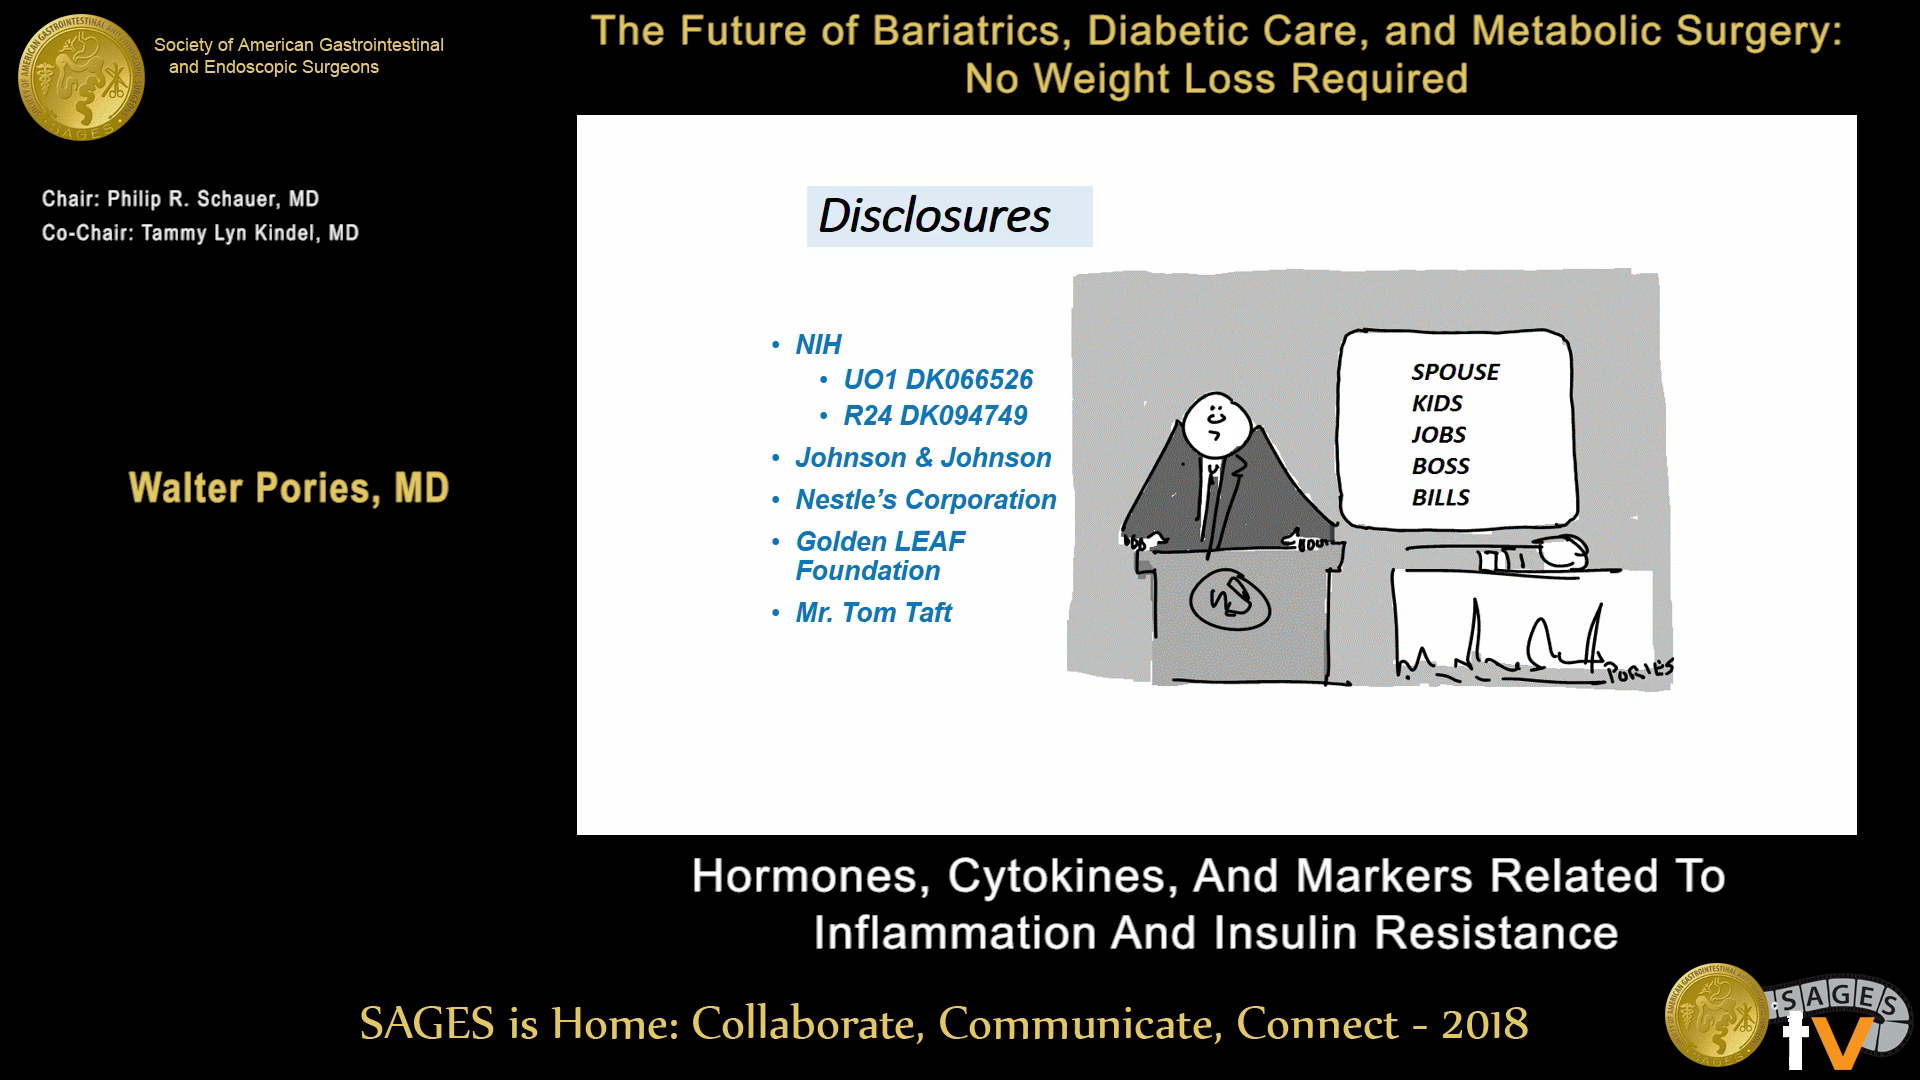 Society of American Gastrointestinal
and Endoscopic Surgeons
The Future of Bariatrics, Diabetic Care, and Metabolic Surgery:
No Weight Loss Required
SAGES
Chair: Philip R. Schauer, MD
Co-Chair: Tammy Lyn Kindel, MD
Walter Pories, MD
Disclosures
• NIH
• UO1 DK066526
• R24 DK094749
• Johnson & Johnson
• Nestle’s Corporation
• Golden LEAF
Foundation
• Mr. Tom Taft
SPOUSE
KIDS
JOBS
BOSS
BILLS
PORIES
Hormones, Cytokines, And Markers Related To
Inflammation And Insulin Resistance
SAGES is Home: Collaborate, Communicate, Connect - 2018
SAGES
tv